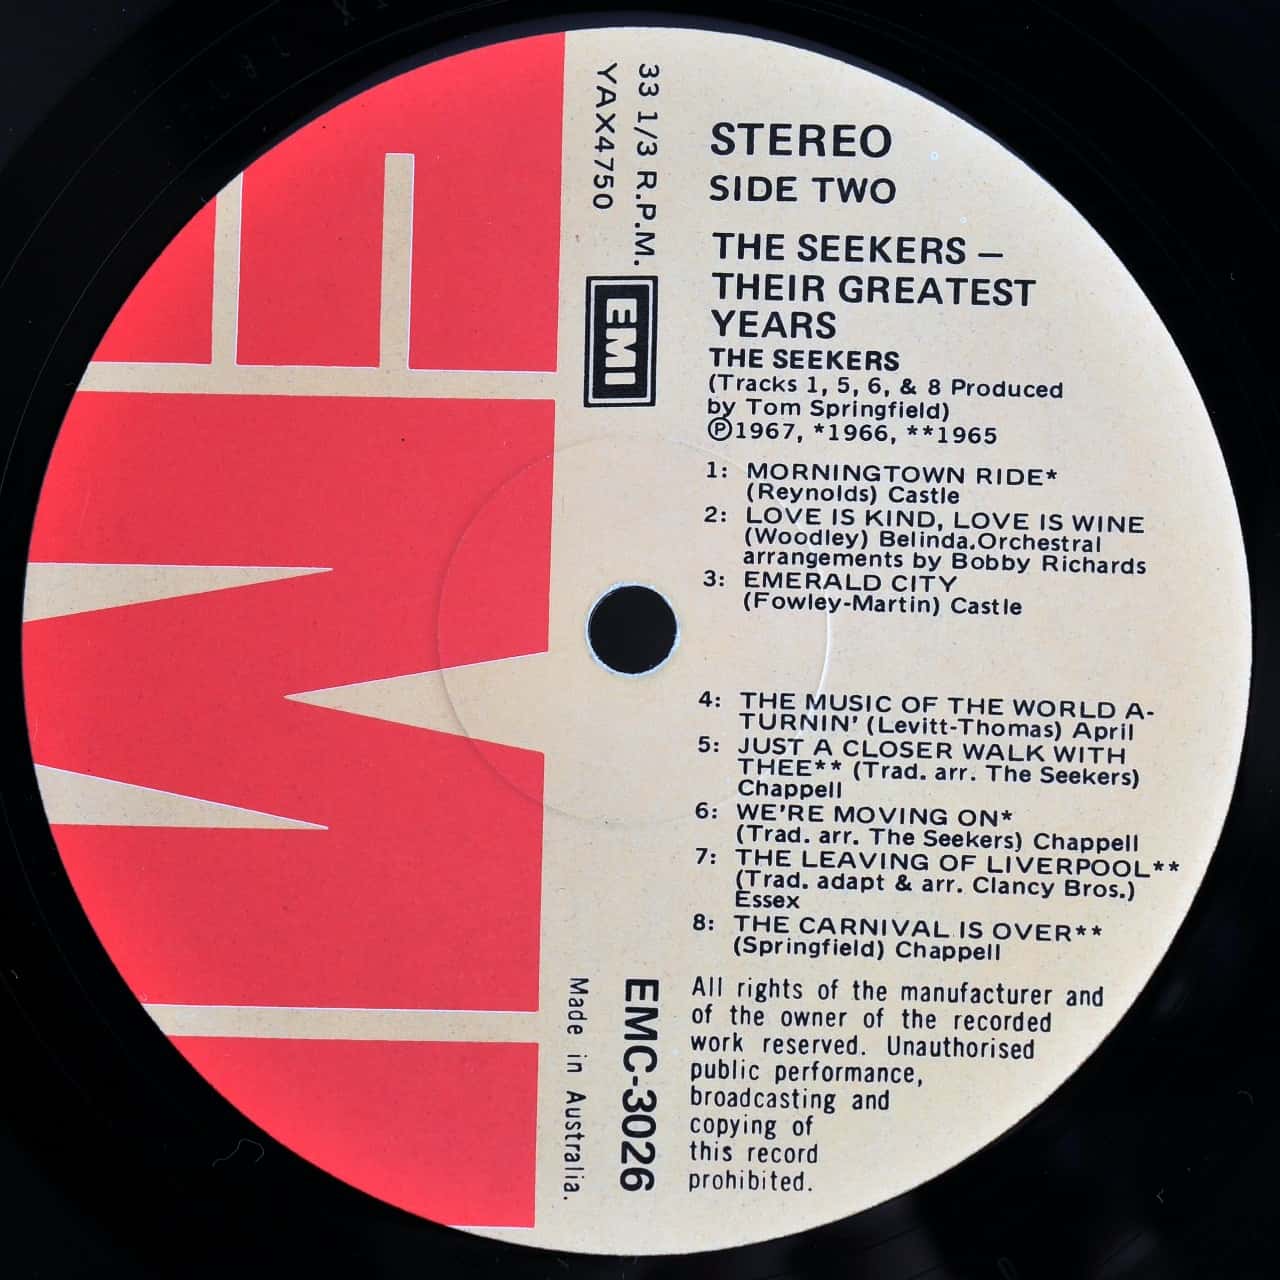 33 1/3 R.P.M.
YAX4750
EMI
STEREO
SIDE TWO
THE SEEKERS –
THEIR GREATEST
YEARS
THE SEEKERS
(Tracks 1, 5, 6, & 8 Produced
by Tom Springfield)
℗1967, *1966, **1965
1: MORNINGTOWN RIDE*
(Reynolds) Castle
2: LOVE IS KIND, LOVE IS WINE
(Woodley) Belinda.Orchestral
arrangements by Bobby Richards
3: EMERALD CITY
(Fowley-Martin) Castle
4: THE MUSIC OF THE WORLD A-
TURNIN' (Levitt-Thomas) April
5: JUST A CLOSER WALK WITH
THEE** (Trad. arr. The Seekers)
Chappell
6: WE'RE MOVING ON*
(Trad. arr. The Seekers) Chappell
7: THE LEAVING OF LIVERPOOL**
(Trad. adapt & arr. Clancy Bros.)
Essex
8: THE CARNIVAL IS OVER**
(Springfield) Chappell
All rights of the manufacturer and
of the owner of the recorded
work reserved. Unauthorised
public performance,
broadcasting and
copying of
this record
prohibited.
EMC-3026
Made in Australia.
EMI